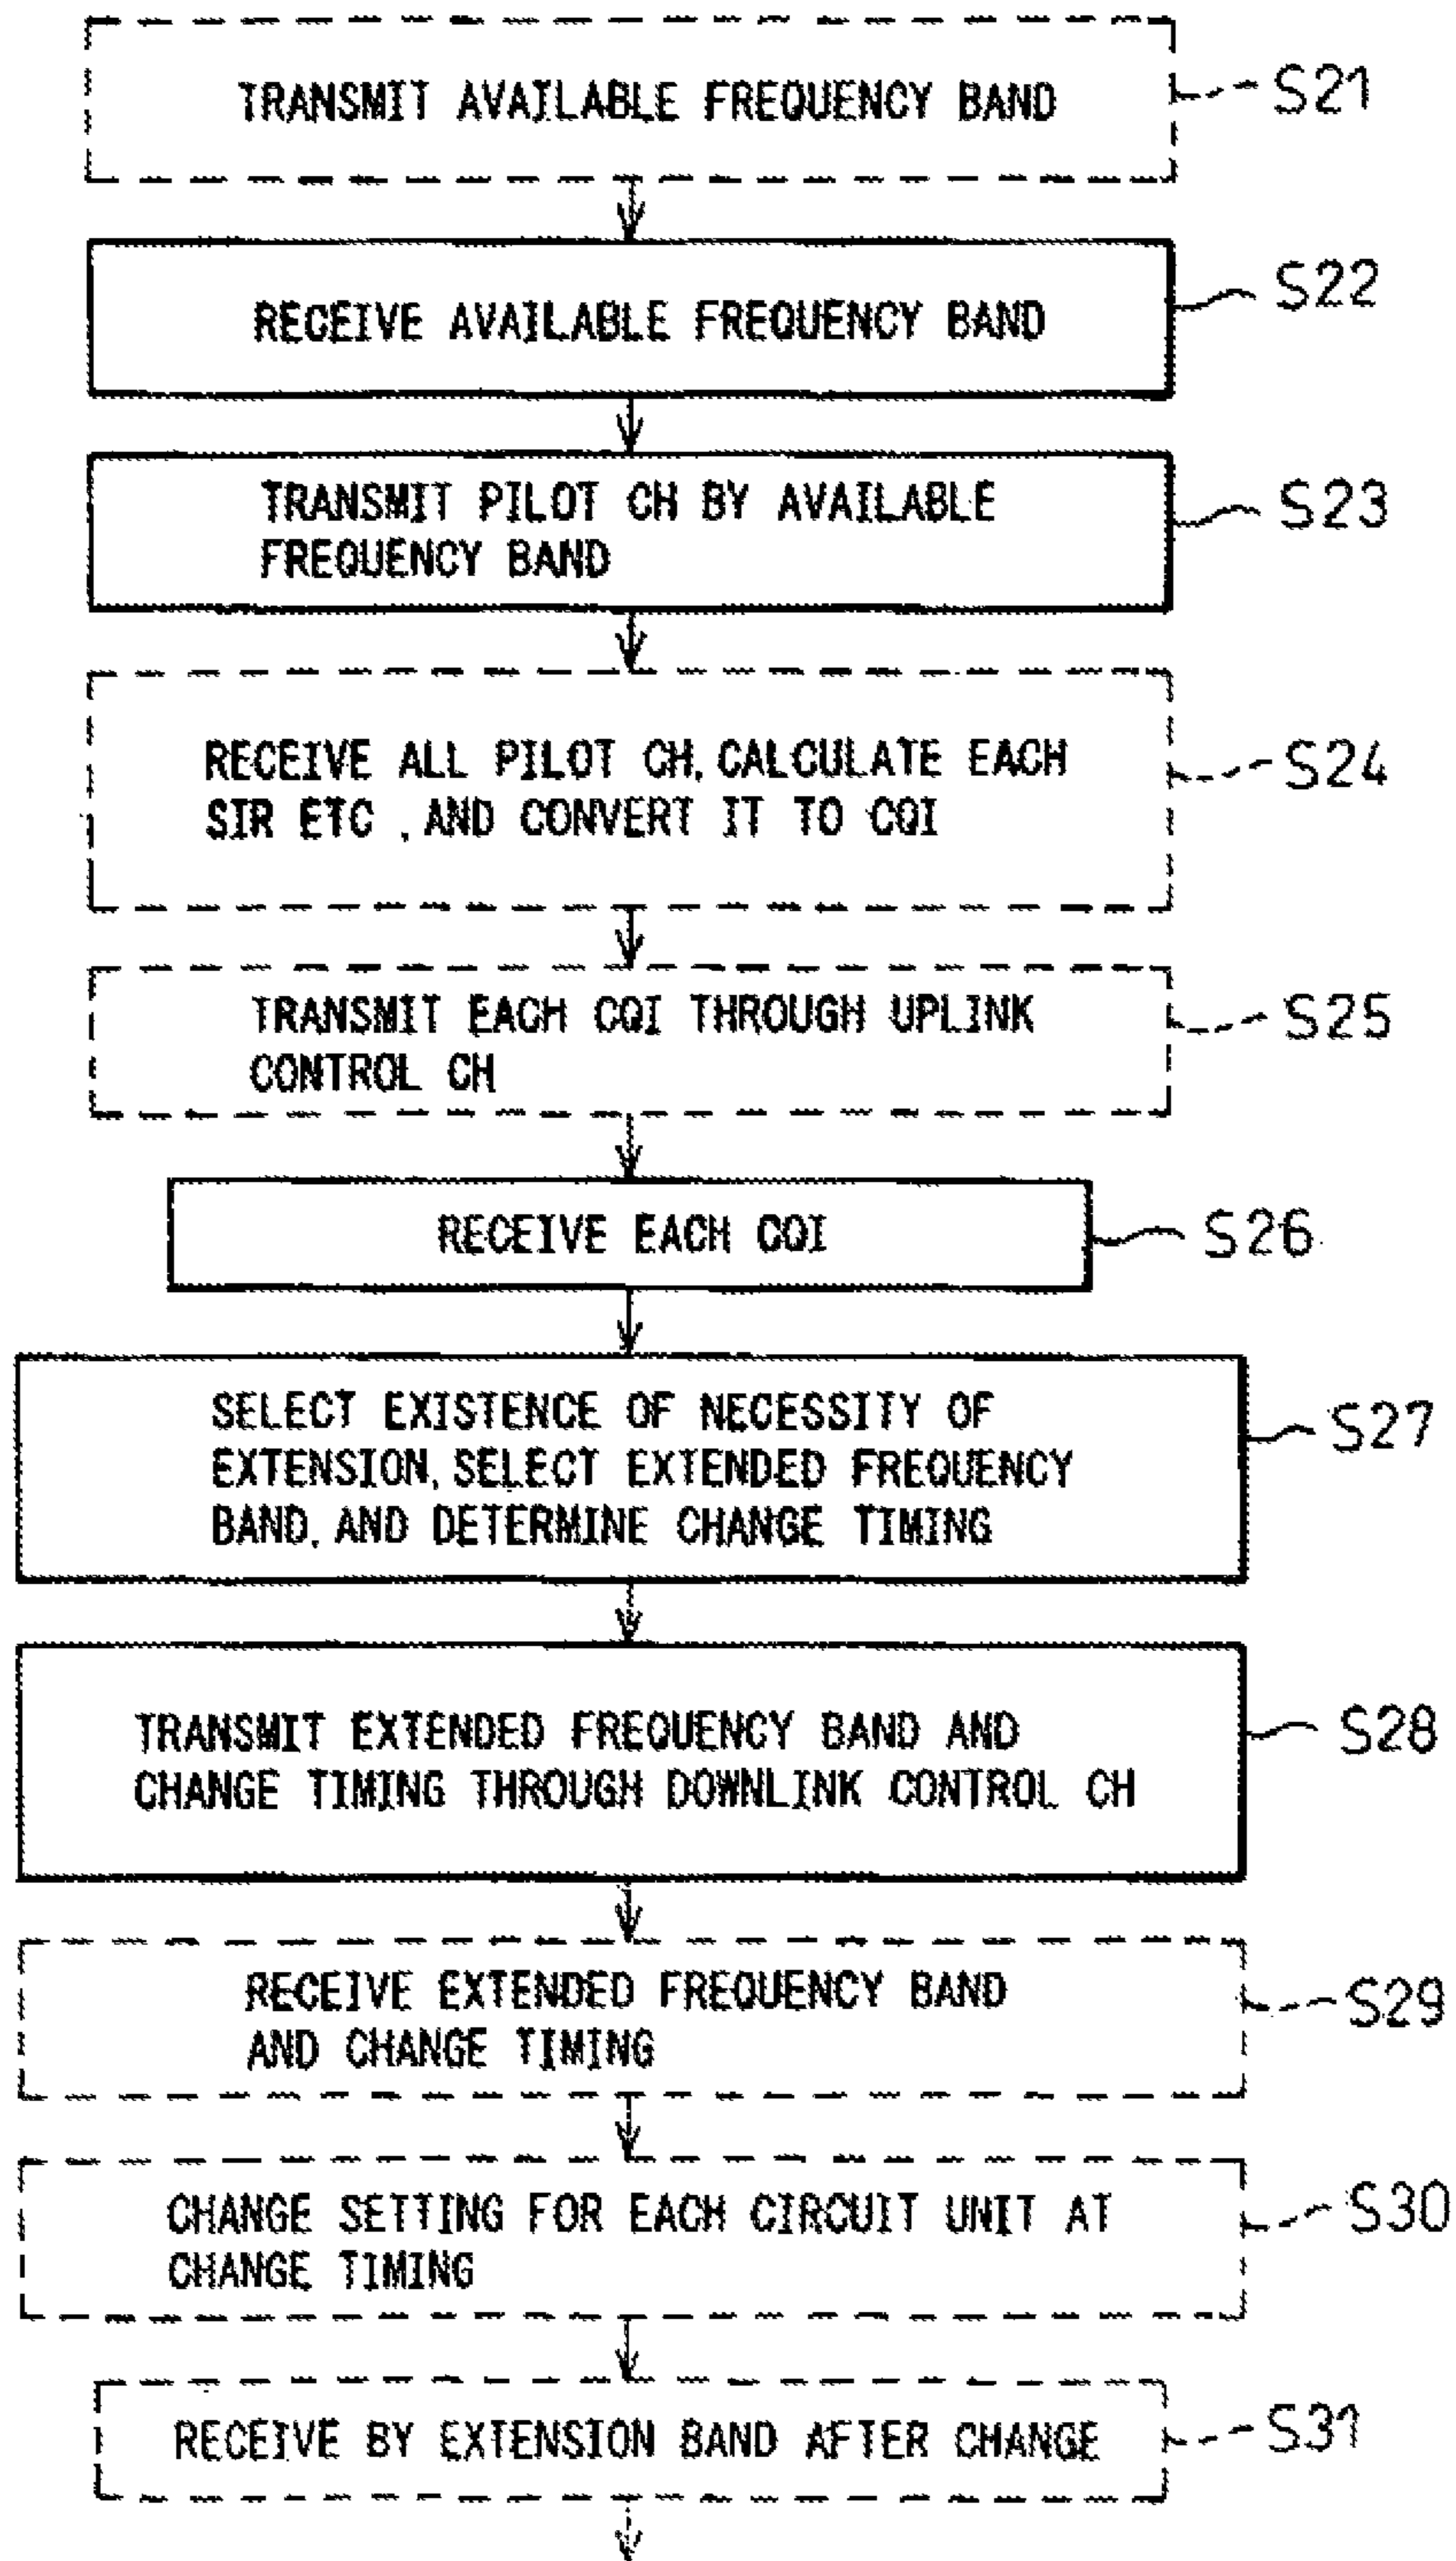 TRANSMIT AVAILABLE FREQUENCY BAND
S21
RECEIVE AVAILABLE FREQUENCY BAND
S22
TRANSMIT PILOT CH BY AVAILABLE
FREQUENCY BAND
S23
RECEIVE ALL PILOT CH, CALCULATE EACH
SIR ETC., AND CONVERT IT TO CQI
S24
TRANSMIT EACH CQI THROUGH UPLINK
CONTROL CH
S25
RECEIVE EACH CQI
S26
SELECT EXISTENCE OF NECESSITY OF
EXTENSION, SELECT EXTENDED FREQUENCY
BAND, AND DETERMINE CHANGE TIMING
S27
TRANSMIT EXTENDED FREQUENCY BAND AND
CHANGE TIMING THROUGH DOWNLINK CONTROL CH
S28
RECEIVE EXTENDED FREQUENCY BAND
AND CHANGE TIMING
S29
CHANGE SETTING FOR EACH CIRCUIT UNIT AT
CHANGE TIMING
S30
RECEIVE BY EXTENSION BAND AFTER CHANGE
S31